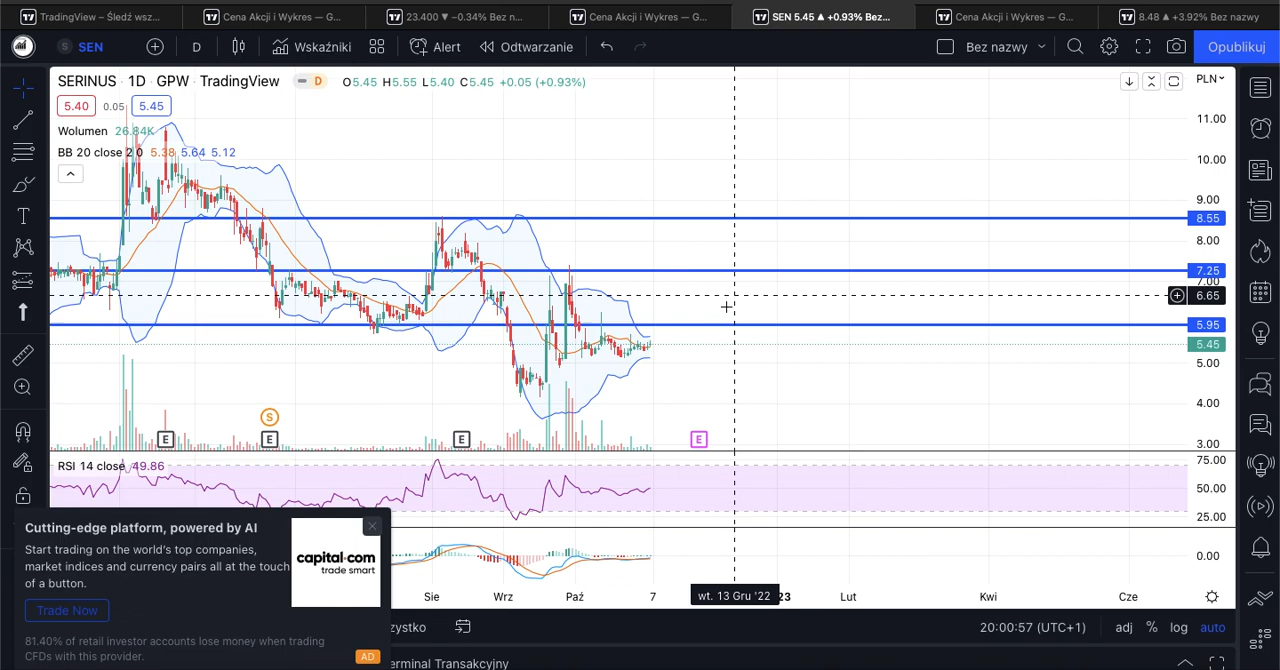 TradingView – Śledź wsz...
Cena Akcji i Wykres — G...
23.400 ▼ −0.34% Bez n...
Cena Akcji i Wykres — G...
SEN 5.45 ▲ +0.93% Bez...
Cena Akcji i Wykres — G...
8.48 ▲ +3.92% Bez nazwy
S SEN
D
Wskaźniki
Alert
Odtwarzanie
Bez nazwy
Opublikuj
SERINUS · 1D · GPW · TradingView
D
O5.45 H5.55 L5.40 C5.45 +0.05 (+0.93%)
PLN
5.40 0.05 5.45
Wolumen 26.84K
BB 20 close 2 0 5.38 5.64 5.12
11.00
10.00
9.00
8.55
8.00
7.25
7.00
6.65
5.95
5.45
5.00
4.00
3.00
S
E
E
E
E
RSI 14 close 49.86
75.00
50.00
25.00
0.00
Sie
Wrz
Paź
7
wt. 13 Gru '22
23
Lut
Kwi
Cze
Cutting-edge platform, powered by AI
Start trading on the world's top companies,
market indices and currency pairs all at the touch
of a button.
capital.com
trade smart
Trade Now
81.40% of retail investor accounts lose money when trading
CFDs with this provider.
AD
zystko
20:00:57 (UTC+1)
adj
%
log
auto
erminal Transakcyjny